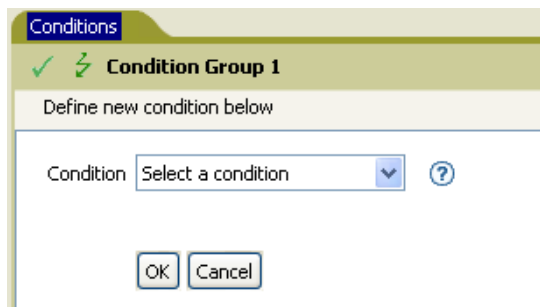 Conditions
Condition Group 1
Define new condition below
Condition Select a condition
OK Cancel